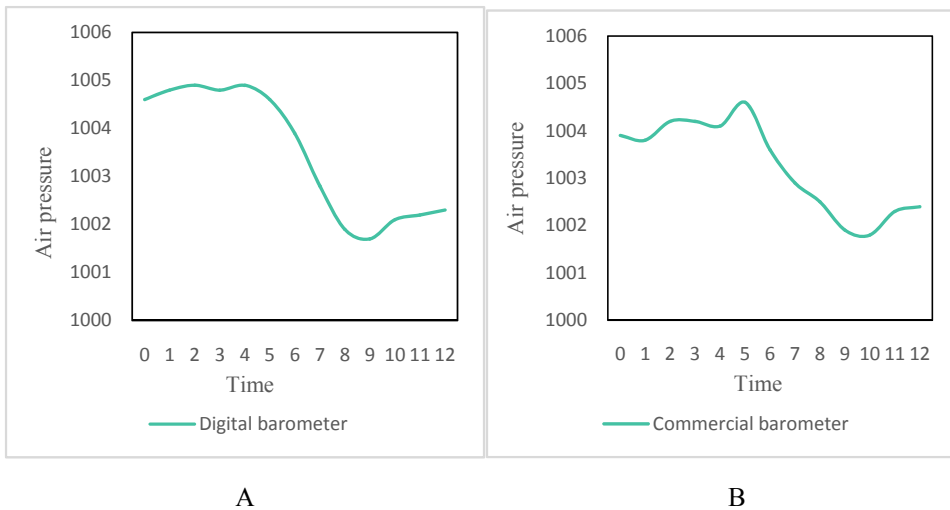 1006
1005
1004
1003
1002
1001
1000
Air pressure
0 1 2 3 4 5 6 7 8 9 10 11 12
Time
Digital barometer
A
1006
1005
1004
1003
1002
1001
1000
Air pressure
0 1 2 3 4 5 6 7 8 9 10 11 12
Time
Commercial barometer
B